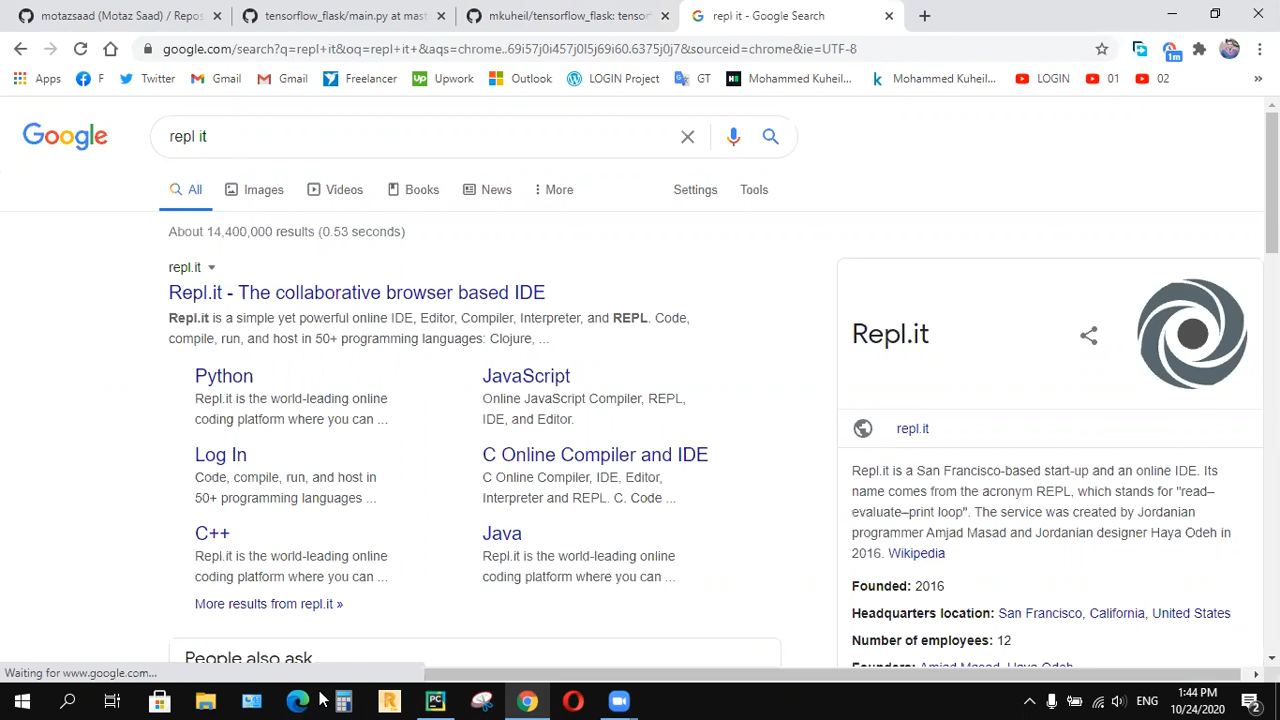 motazsaad (Motaz Saad) / Repos
tensorflow_flask/main.py at mast
mkuheil/tensorflow_flask: tensor
repl it - Google Search
google.com/search?q=repl+it&oq=repl+it+&aqs=chrome..69i57j0i457j0l5j69i60.6375j0j7&sourceid=chrome&ie=UTF-8
1m
Apps
F
Twitter
Gmail
Gmail
Freelancer
Up
Upwork
Outlook
LOGIN Project
GT
Mohammed Kuheil...
k
Mohammed Kuheil...
LOGIN
01
02
»
Google
repl it
All
Images
Videos
Books
News
More
Settings
Tools
About 14,400,000 results (0.53 seconds)
repl.it
Repl.it - The collaborative browser based IDE
Repl.it is a simple yet powerful online IDE, Editor, Compiler, Interpreter, and REPL. Code,
compile, run, and host in 50+ programming languages: Clojure, ...
Python
Repl.it is the world-leading online
coding platform where you can ...
JavaScript
Online JavaScript Compiler, REPL,
IDE, and Editor.
Log In
Code, compile, run, and host in
50+ programming languages ...
C Online Compiler and IDE
C Online Compiler, IDE, Editor,
Interpreter and REPL. C. Code ...
C++
Repl.it is the world-leading online
coding platform where you can ...
Java
Repl.it is the world-leading online
coding platform where you can ...
More results from repl.it »
People also ask
Repl.it
repl.it
Repl.it is a San Francisco-based start-up and an online IDE. Its
name comes from the acronym REPL, which stands for "read–
evaluate–print loop". The service was created by Jordanian
programmer Amjad Masad and Jordanian designer Haya Odeh in
2016. Wikipedia
Founded: 2016
Headquarters location: San Francisco, California, United States
Number of employees: 12
Founders: Amjad Masad, Haya Odeh
Waiting for www.google.com...
R
PC
ENG
1:44 PM
10/24/2020
2